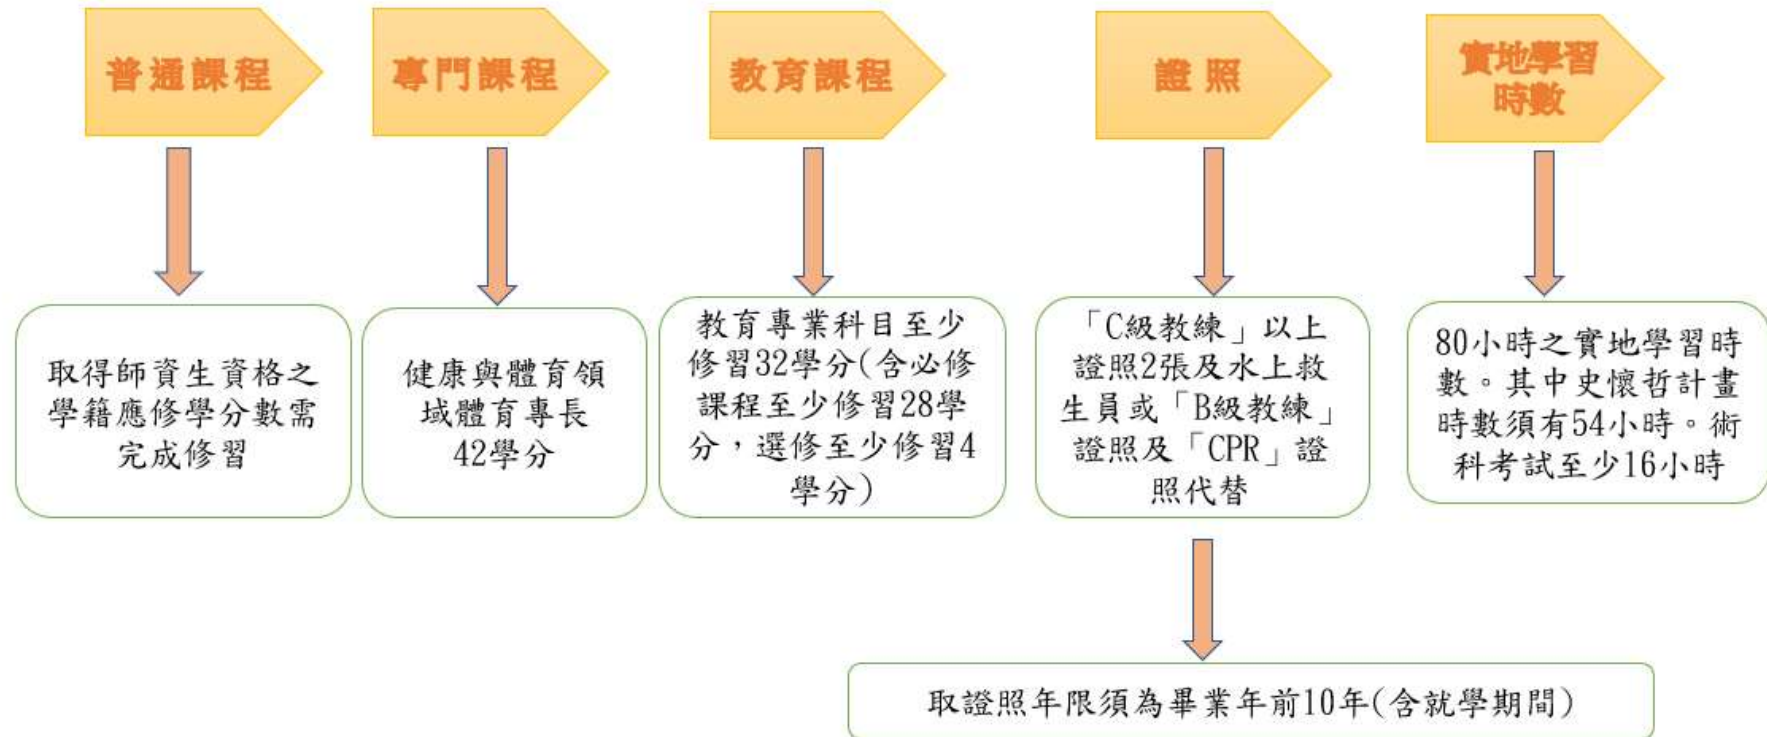 普通課程
專門課程
教育課程
證照
實地學習
時數
取得師資生資格之
學籍應修學分數需
完成修習
健康與體育領
域體育專長
42學分
教育專業科目至少
修習32學分(含必修
課程至少修習28學
分，選修至少修習4
學分)
「C級教練」以上
證照2張及水上救
生員或「B級教練」
證照及「CPR」證
照代替
80小時之實地學習時
數。其中史懷哲計畫
時數須有54小時。術
科考試至少16小時
取證照年限須為畢業年前10年(含就學期間)